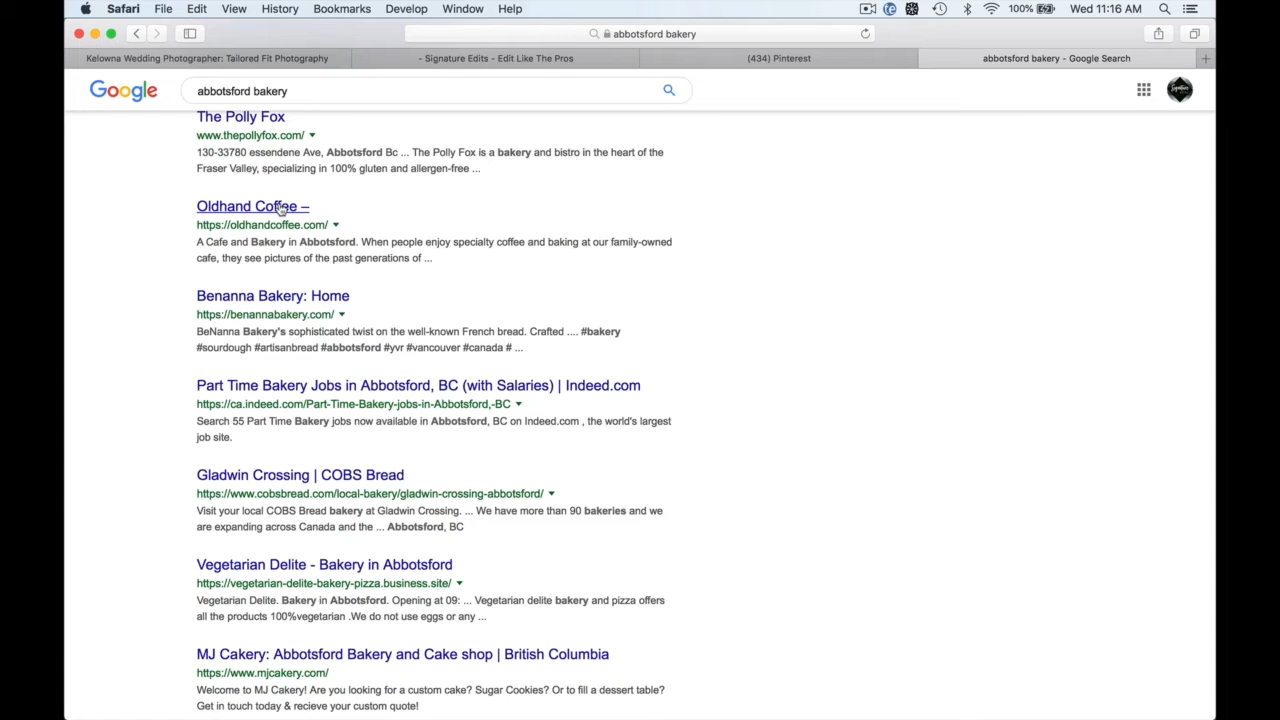 Safari File Edit View History Bookmarks Develop Window Help 100% Wed 11:16 AM
abbotsford bakery
Kelowna Wedding Photographer: Tailored Fit Photography - Signature Edits - Edit Like The Pros (434) Pinterest abbotsford bakery - Google Search
Google abbotsford bakery
The Polly Fox
www.thepollyfox.com/
130-33780 essendene Ave, Abbotsford Bc ... The Polly Fox is a bakery and bistro in the heart of the
Fraser Valley, specializing in 100% gluten and allergen-free ...
Oldhand Coffee –
https://oldhandcoffee.com/
A Cafe and Bakery in Abbotsford. When people enjoy specialty coffee and baking at our family-owned
cafe, they see pictures of the past generations of ...
Benanna Bakery: Home
https://benannabakery.com/
BeNanna Bakery's sophisticated twist on the well-known French bread. Crafted .... #bakery
#sourdough #artisanbread #abbotsford #yvr #vancouver #canada # ...
Part Time Bakery Jobs in Abbotsford, BC (with Salaries) | Indeed.com
https://ca.indeed.com/Part-Time-Bakery-jobs-in-Abbotsford,-BC
Search 55 Part Time Bakery jobs now available in Abbotsford, BC on Indeed.com , the world's largest
job site.
Gladwin Crossing | COBS Bread
https://www.cobsbread.com/local-bakery/gladwin-crossing-abbotsford/
Visit your local COBS Bread bakery at Gladwin Crossing. ... We have more than 90 bakeries and we
are expanding across Canada and the ... Abbotsford, BC
Vegetarian Delite - Bakery in Abbotsford
https://vegetarian-delite-bakery-pizza.business.site/
Vegetarian Delite. Bakery in Abbotsford. Opening at 09: ... Vegetarian delite bakery and pizza offers
all the products 100%vegetarian .We do not use eggs or any ...
MJ Cakery: Abbotsford Bakery and Cake shop | British Columbia
https://www.mjcakery.com/
Welcome to MJ Cakery! Are you looking for a custom cake? Sugar Cookies? Or to fill a dessert table?
Get in touch today & recieve your custom quote!